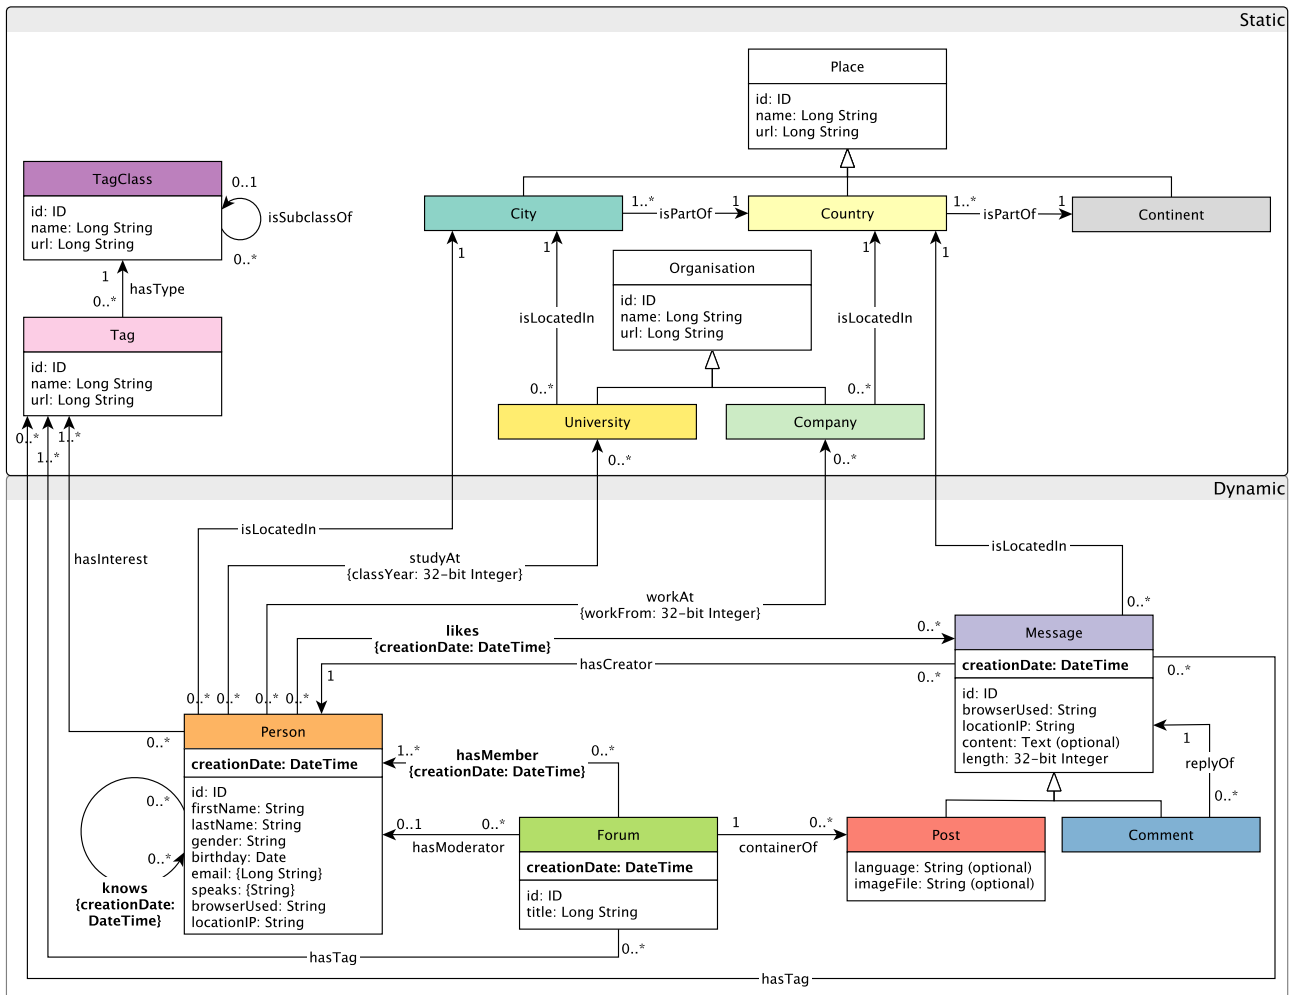 Static
Place
id: ID
name: Long String
url: Long String
TagClass
id: ID
name: Long String
url: Long String
0..1
isSubclassOf
0..*
City
1..*
isPartOf
1
Country
1..*
isPartOf
1
Continent
1
hasType
0..*
Tag
id: ID
name: Long String
url: Long String
Organisation
id: ID
name: Long String
url: Long String
1
1
isLocatedIn
0..*
1
isLocatedIn
0..*
1
University
Company
0..*
1..*
1..*
0..*
0..*
Dynamic
hasInterest
isLocatedIn
studyAt
{classYear: 32-bit Integer}
workAt
{workFrom: 32-bit Integer}
isLocatedIn
0..*
likes
{creationDate: DateTime}
0..*
hasCreator
1
0..*
Message
creationDate: DateTime
id: ID
browserUsed: String
locationIP: String
content: Text (optional)
length: 32-bit Integer
0..*
1
replyOf
0..*
0..*
0..*
0..*
0..*
0..*
Person
creationDate: DateTime
id: ID
firstName: String
lastName: String
gender: String
birthday: Date
email: {Long String}
speaks: {String}
browserUsed: String
locationIP: String
0..*
0..*
knows
{creationDate:
DateTime}
1..*
hasMember
{creationDate: DateTime}
0..*
0..1
hasModerator
0..*
Forum
creationDate: DateTime
id: ID
title: Long String
1
containerOf
0..*
Post
language: String (optional)
imageFile: String (optional)
Comment
0..*
hasTag
hasTag